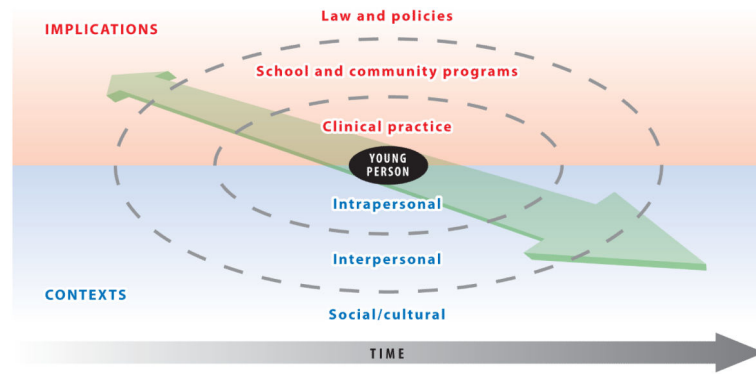 Law and policies
IMPLICATIONS
School and community programs
Clinical practice
YOUNG
PERSON
Intrapersonal
Interpersonal
CONTEXTS
Social/cultural
TIME